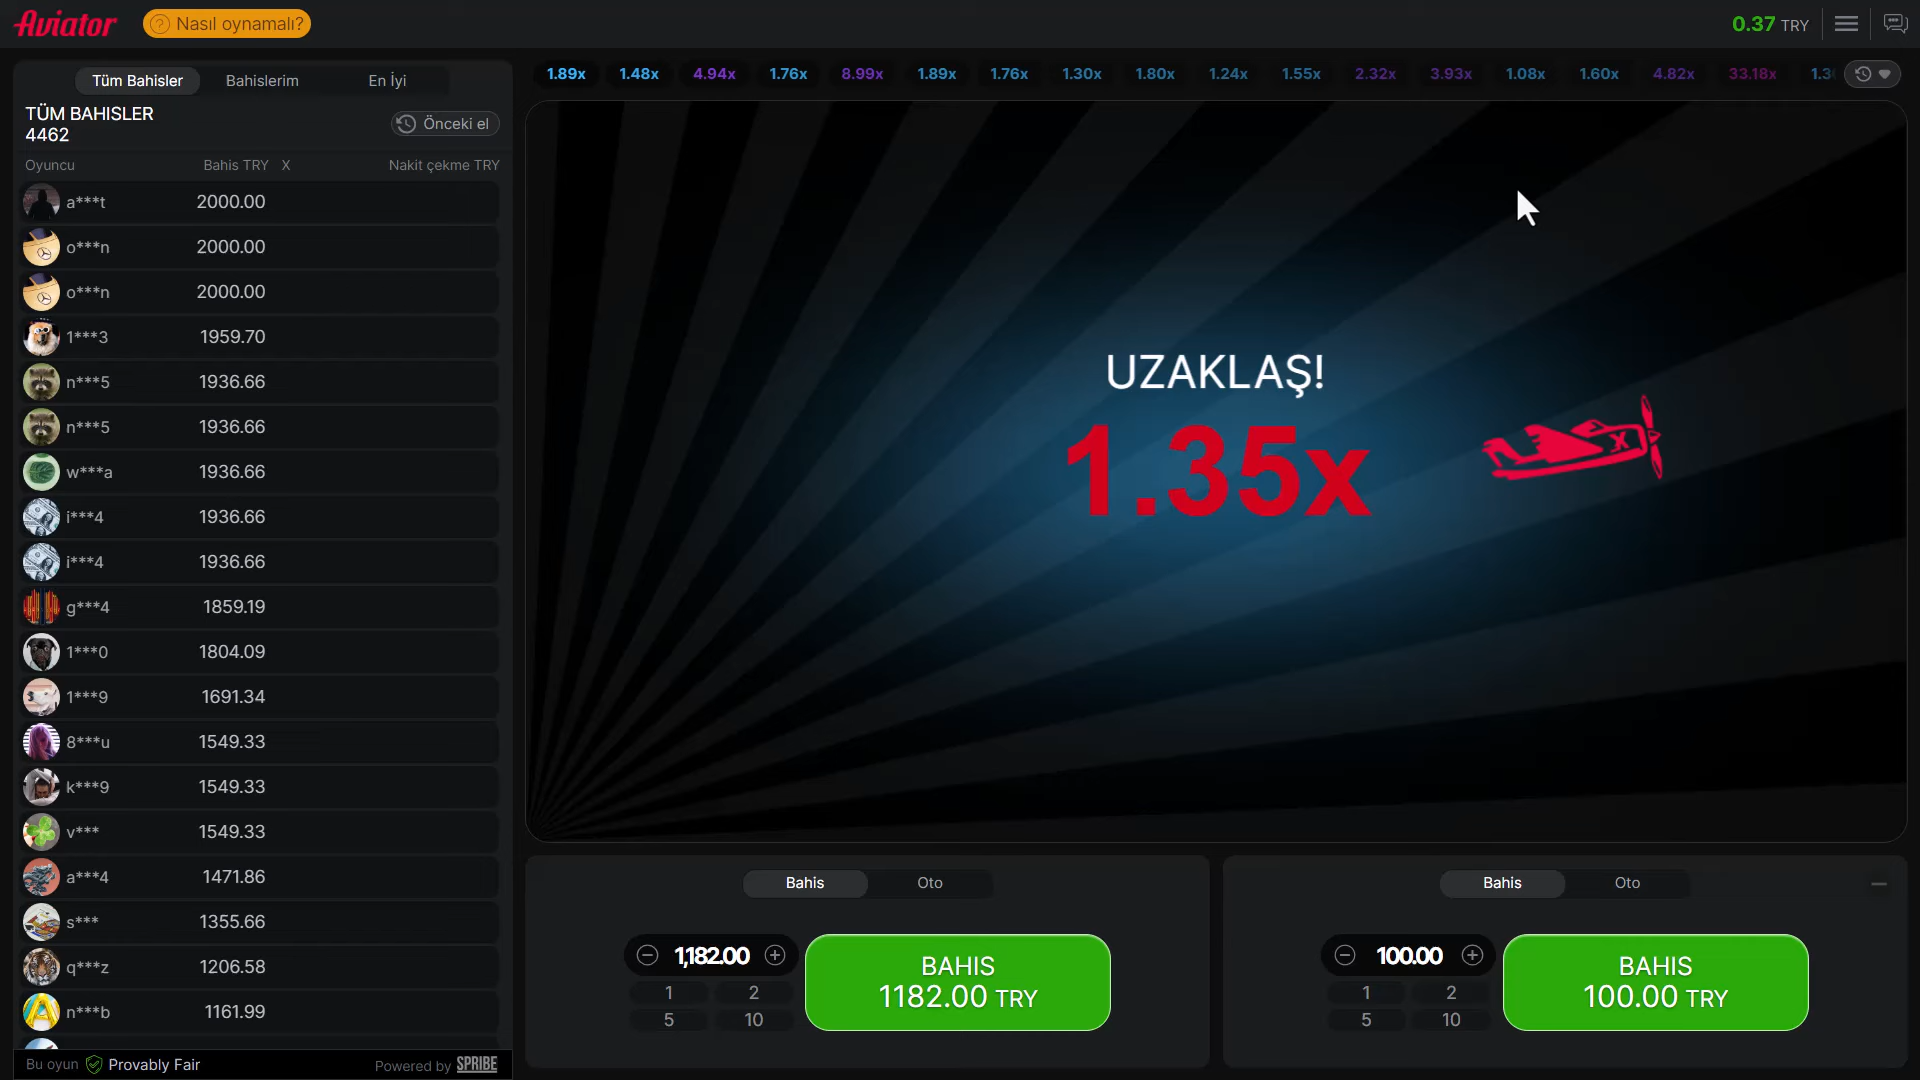 Aviator
? Nasıl oynamalı?
0.37 TRY
Tüm Bahisler Bahislerim En İyi
TÜM BAHISLER
4462
Önceki el
Oyuncu Bahis TRY X Nakit çekme TRY
a***t 2000.00
o***n 2000.00
o***n 2000.00
1***3 1959.70
n***5 1936.66
n***5 1936.66
w***a 1936.66
i***4 1936.66
i***4 1936.66
g***4 1859.19
1***0 1804.09
1***9 1691.34
8***u 1549.33
k***9 1549.33
v*** 1549.33
a***4 1471.86
s*** 1355.66
q***z 1206.58
n***b 1161.99
Bu oyun Provably Fair Powered by SPRIBE
1.89x 1.48x 4.94x 1.76x 8.99x 1.89x 1.76x 1.30x 1.80x 1.24x 1.55x 2.32x 3.93x 1.08x 1.60x 4.82x 33.18x
UZAKLAŞ!
1.35x
X
Bahis Oto
1,182.00
1 2
5 10
BAHIS
1182.00 TRY
Bahis Oto
100.00
1 2
5 10
BAHIS
100.00 TRY